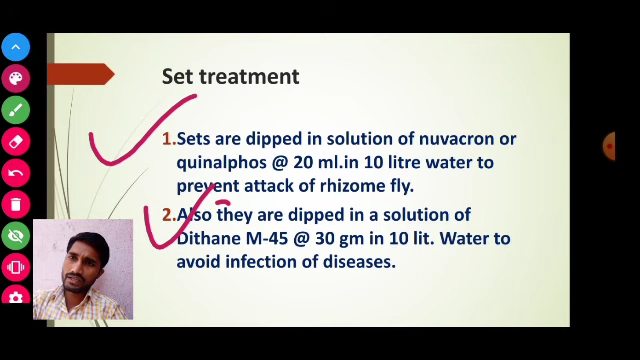 Set treatment
1.Sets are dipped in solution of nuvacron or
quinalphos @ 20 ml.in 10 litre water to
prevent attack of rhizome fly.
2.Also they are dipped in a solution of
Dithane M-45 @ 30 gm in 10 lit. Water to
avoid infection of diseases.